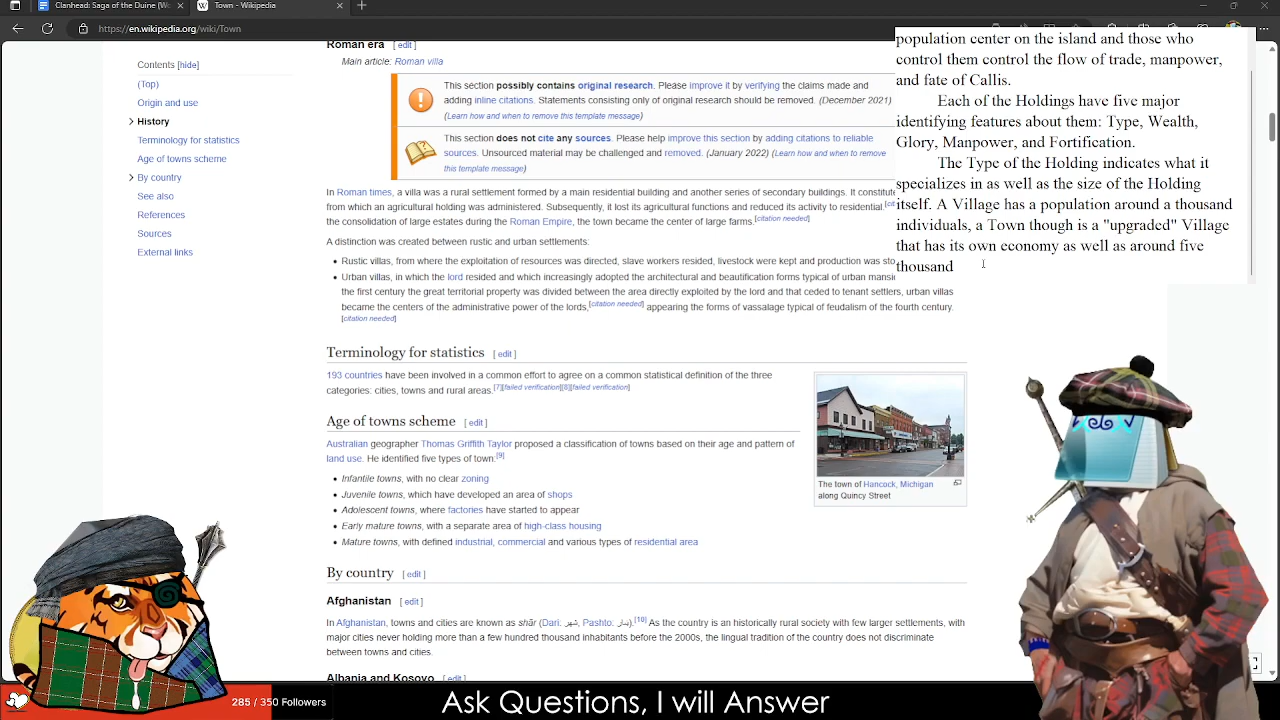 Clanhead: Saga of the Dune [Wo
Town - Wikipedia
https://en.wikipedia.org/wiki/Town
Contents [hide]
(Top)
Origin and use
History
Terminology for statistics
Age of towns scheme
By country
See also
References
Sources
External links
Roman era [ edit ]
Main article: Roman villa
This section possibly contains original research. Please improve it by verifying the claims made and
adding inline citations. Statements consisting only of original research should be removed. (December 2021)
(Learn how and when to remove this template message)
This section does not cite any sources. Please help improve this section by adding citations to reliable
sources. Unsourced material may be challenged and removed. (January 2022) (Learn how and when to remove
this template message)
In Roman times, a villa was a rural settlement formed by a main residential building and another series of secondary buildings. It constitute
from which an agricultural holding was administered. Subsequently, it lost its agricultural functions and reduced its activity to residential.
the consolidation of large estates during the Roman Empire, the town became the center of large farms.[citation needed]
A distinction was created between rustic and urban settlements:
Rustic villas, from where the exploitation of resources was directed, slave workers resided, livestock were kept and production was sto
Urban villas, in which the lord resided and which increasingly adopted the architectural and beautification forms typical of urban mansi
the first century the great territorial property was divided between the area directly exploited by the lord and that ceded to tenant settlers, urban villas
became the centers of the administrative power of the lords,[citation needed] appearing the forms of vassalage typical of feudalism of the fourth century.
[citation needed]
Terminology for statistics [ edit ]
193 countries have been involved in a common effort to agree on a common statistical definition of the three
categories: cities, towns and rural areas.[7][failed verification][8][failed verification]
Age of towns scheme [ edit ]
Australian geographer Thomas Griffith Taylor proposed a classification of towns based on their age and pattern of
land use. He identified five types of town:[9]
Infantile towns, with no clear zoning
Juvenile towns, which have developed an area of shops
Adolescent towns, where factories have started to appear
Early mature towns, with a separate area of high-class housing
Mature towns, with defined industrial, commercial and various types of residential area
The town of Hancock, Michigan
along Quincy Street
By country [ edit ]
Afghanistan [ edit ]
In Afghanistan, towns and cities are known as shār (Dari: شهر, Pashto: ښار).[10] As the country is an historically rural society with few larger settlements, with
major cities never holding more than a few hundred thousand inhabitants before the 2000s, the lingual tradition of the country does not discriminate
between towns and cities.
Albania and Kosovo [ edit ]
population center on the island and those who
control them control the flow of trade, manpower,
and fate of Callis.
Each of the Holdings have five major
identifying features about them: Type, Wealth,
Glory, Manpower, and Fortification.
The Type of the Holding indicates what it
specializes in as well as the size of the Holding
itself. A Village has a population around a thousand
individuals, a Town though is a "upgraded" Village
that has its own economy as well as around five
thousand
285 / 350 Followers
Ask Questions, I will Answer